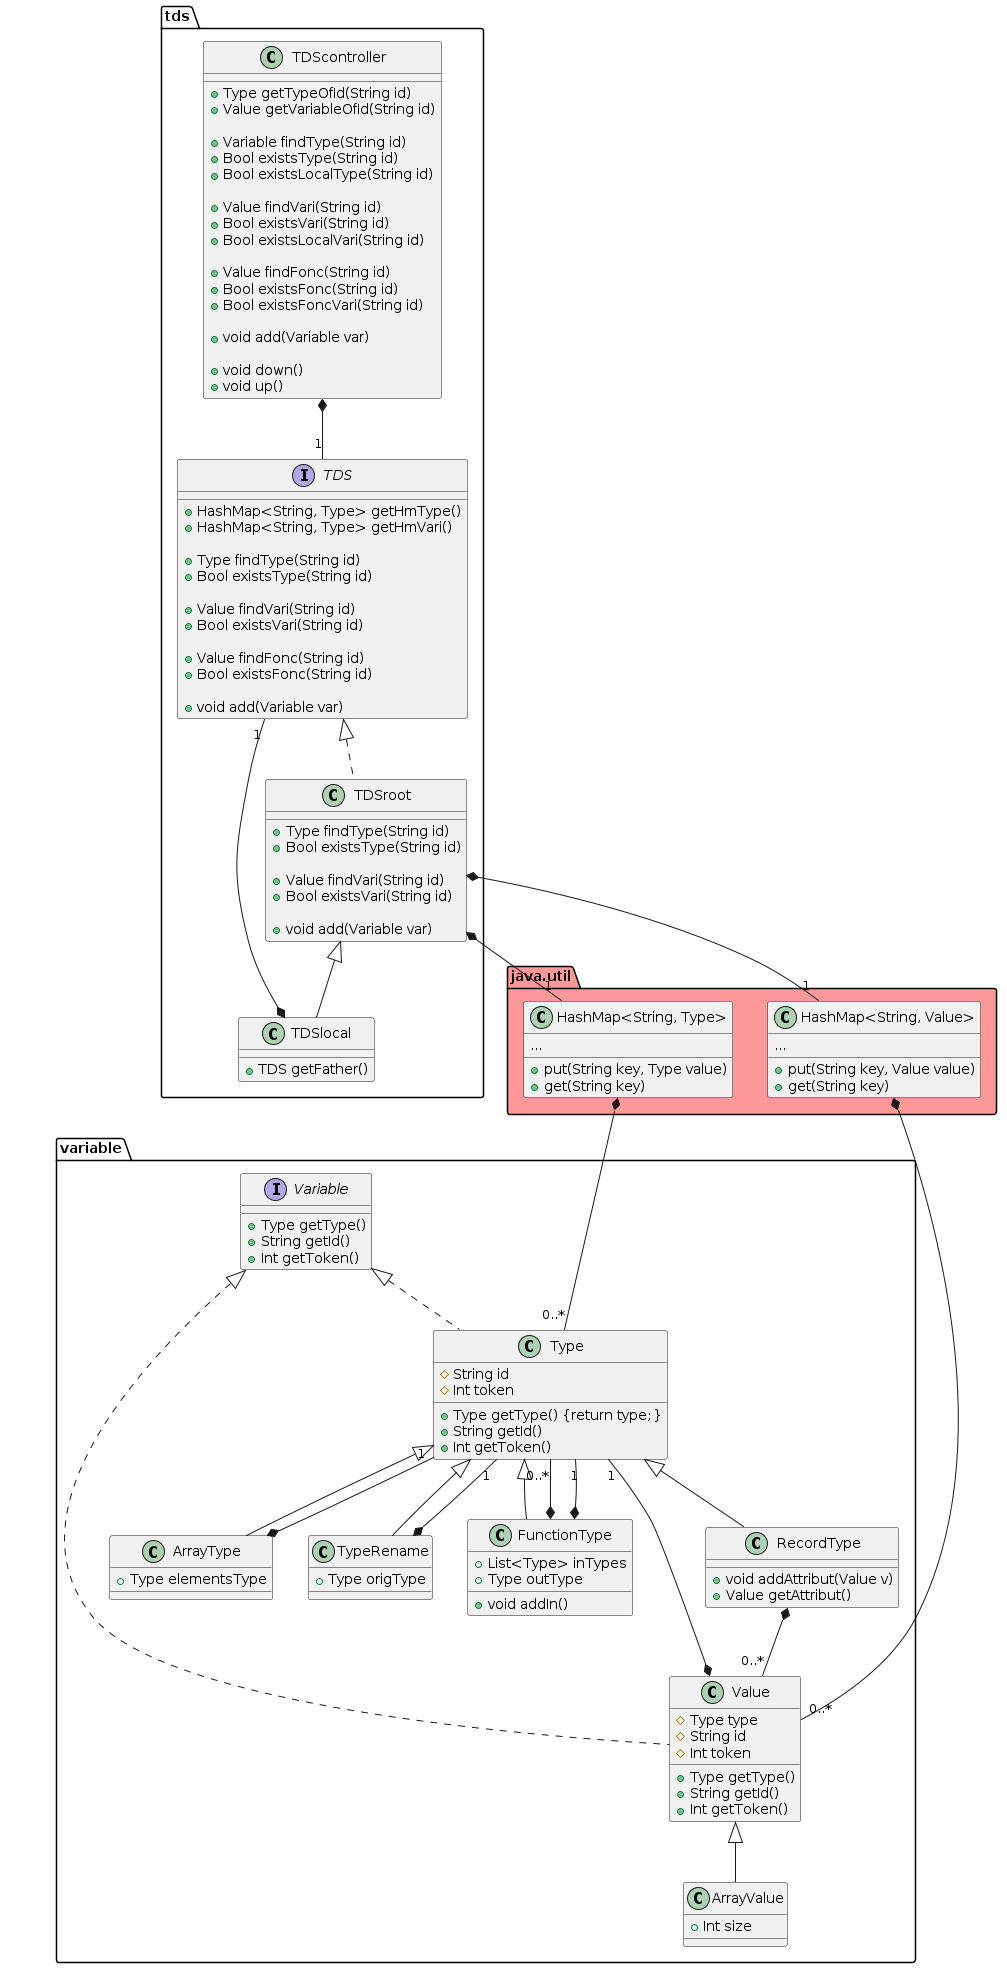 tds
C TDScontroller
Type getTypeOfId(String id)
Value getVariableOfId(String id)
Variable findType(String id)
Bool existsType(String id)
Bool existsLocalType(String id)
Value findVari(String id)
Bool existsVari(String id)
Bool existsLocalVari(String id)
Value findFonc(String id)
Bool existsFonc(String id)
Bool existsFoncVari(String id)
void add(Variable var)
void down()
void up()
1
I TDS
HashMap<String, Type> getHmType()
HashMap<String, Type> getHmVari()
Type findType(String id)
Bool existsType(String id)
Value findVari(String id)
Bool existsVari(String id)
Value findFonc(String id)
Bool existsFonc(String id)
void add(Variable var)
1
C TDSroot
Type findType(String id)
Bool existsType(String id)
Value findVari(String id)
Bool existsVari(String id)
void add(Variable var)
C TDSlocal
TDS getFather()
java.util
1
1
C HashMap<String, Type>
...
put(String key, Type value)
get(String key)
C HashMap<String, Value>
...
put(String key, Value value)
get(String key)
variable
I Variable
Type getType()
String getId()
Int getToken()
0..*
C Type
String id
Int token
Type getType() {return type; }
String getId()
Int getToken()
1
1
0..*
1
1
C ArrayType
Type elementsType
C TypeRename
Type origType
C FunctionType
List<Type> inTypes
Type outType
void addIn()
C RecordType
void addAttribut(Value v)
Value getAttribut()
0..*
C Value
Type type
String id
Int token
Type getType()
String getId()
Int getToken()
0..*
C ArrayValue
Int size